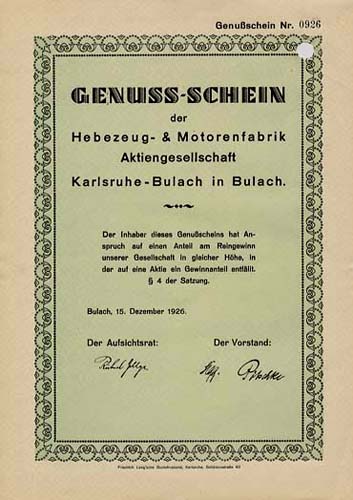 Genußschein Nr. 0926
GENUSS-SCHEIN
der
Hebezeug- & Motorenfabrik
Aktiengesellschaft
Karlsruhe-Bulach in Bulach.
Der Inhaber dieses Genußscheins hat An-
spruch auf einen Anteil am Reingewinn
unserer Gesellschaft in gleicher Höhe, in
der auf eine Aktie ein Gewinnanteil entfällt.
§ 4 der Satzung.
Bulach, 15. Dezember 1926.
Der Aufsichtsrat: Der Vorstand: